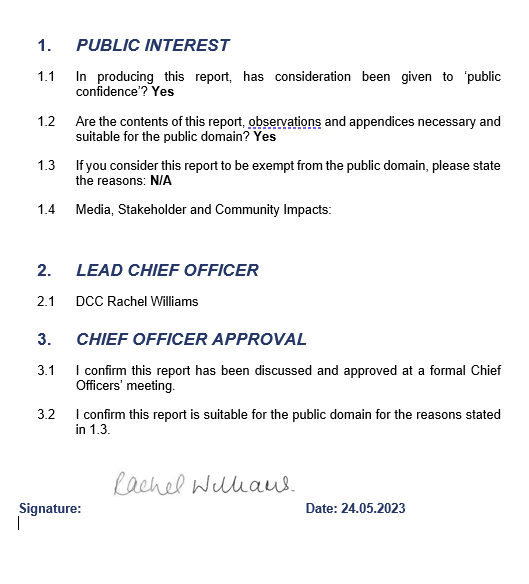 1. PUBLIC INTEREST
1.1 In producing this report, has consideration been given to ‘public
confidence’? Yes
1.2 Are the contents of this report, observations and appendices necessary and
suitable for the public domain? Yes
1.3 If you consider this report to be exempt from the public domain, please state
the reasons: N/A
1.4 Media, Stakeholder and Community Impacts:
2. LEAD CHIEF OFFICER
2.1 DCC Rachel Williams
3. CHIEF OFFICER APPROVAL
3.1 I confirm this report has been discussed and approved at a formal Chief
Officers’ meeting.
3.2 I confirm this report is suitable for the public domain for the reasons stated
in 1.3.
Rachel Williams.
Signature: Date: 24.05.2023